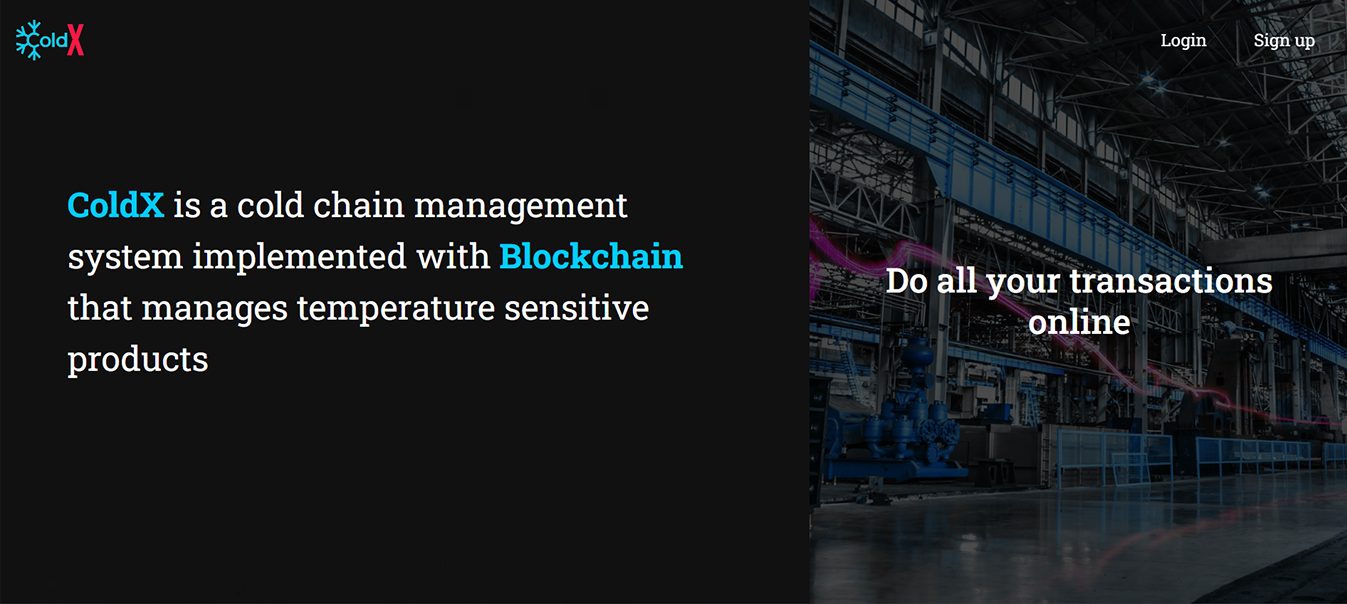 ColdX
Login
Sign up
ColdX is a cold chain management
system implemented with Blockchain
that manages temperature sensitive
products
Do all your transactions
online